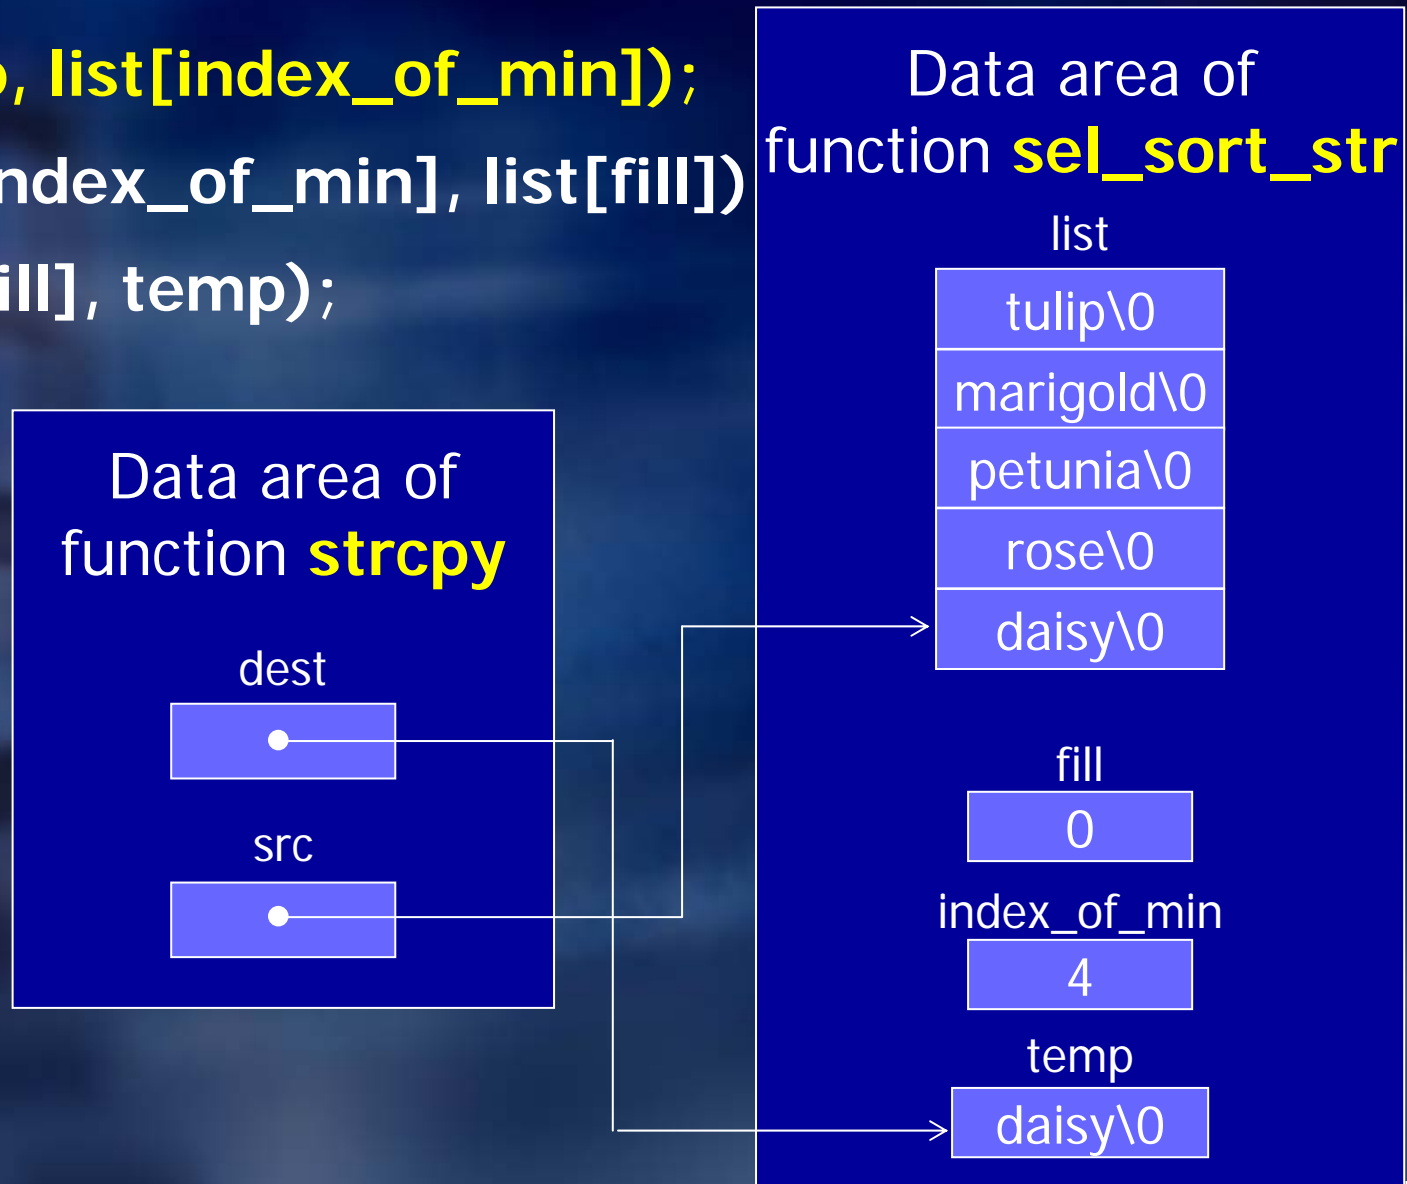 , list[index_of_min]);
ndex_of_min], list[fill])
ill], temp);
Data area of
function strcpy
dest
src
Data area of
function sel_sort_str
list
tulip\0
marigold\0
petunia\0
rose\0
daisy\0
fill
0
index_of_min
4
temp
daisy\0